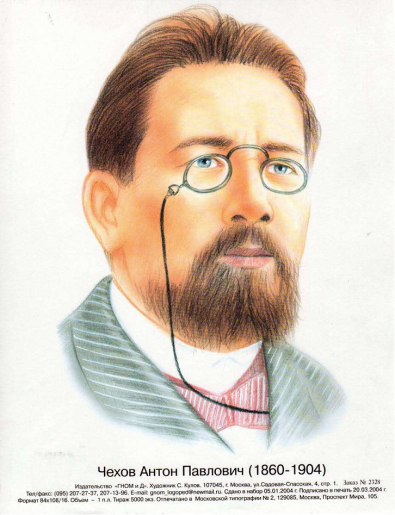 Чехов Антон Павлович (1860-1904)
Издательство «ГНОМ и Д». Художник С. Кулов. 107045, г. Москва, ул.Садовая-Спасская, 4, стр. 1. Заказ № 2328
Тел/факс: (095) 207-27-37, 207-13-96. E-mail: gnom_logoped@newmail.ru. Сдано в набор 05.01.2004 г. Подписано в печать 20.03.2004 г.
Формат 84х108/16. Объем – 1 п.л. Тираж 5000 экз. Отпечатано в Московской типографии № 2, 129085, Москва, Проспект Мира, 105.